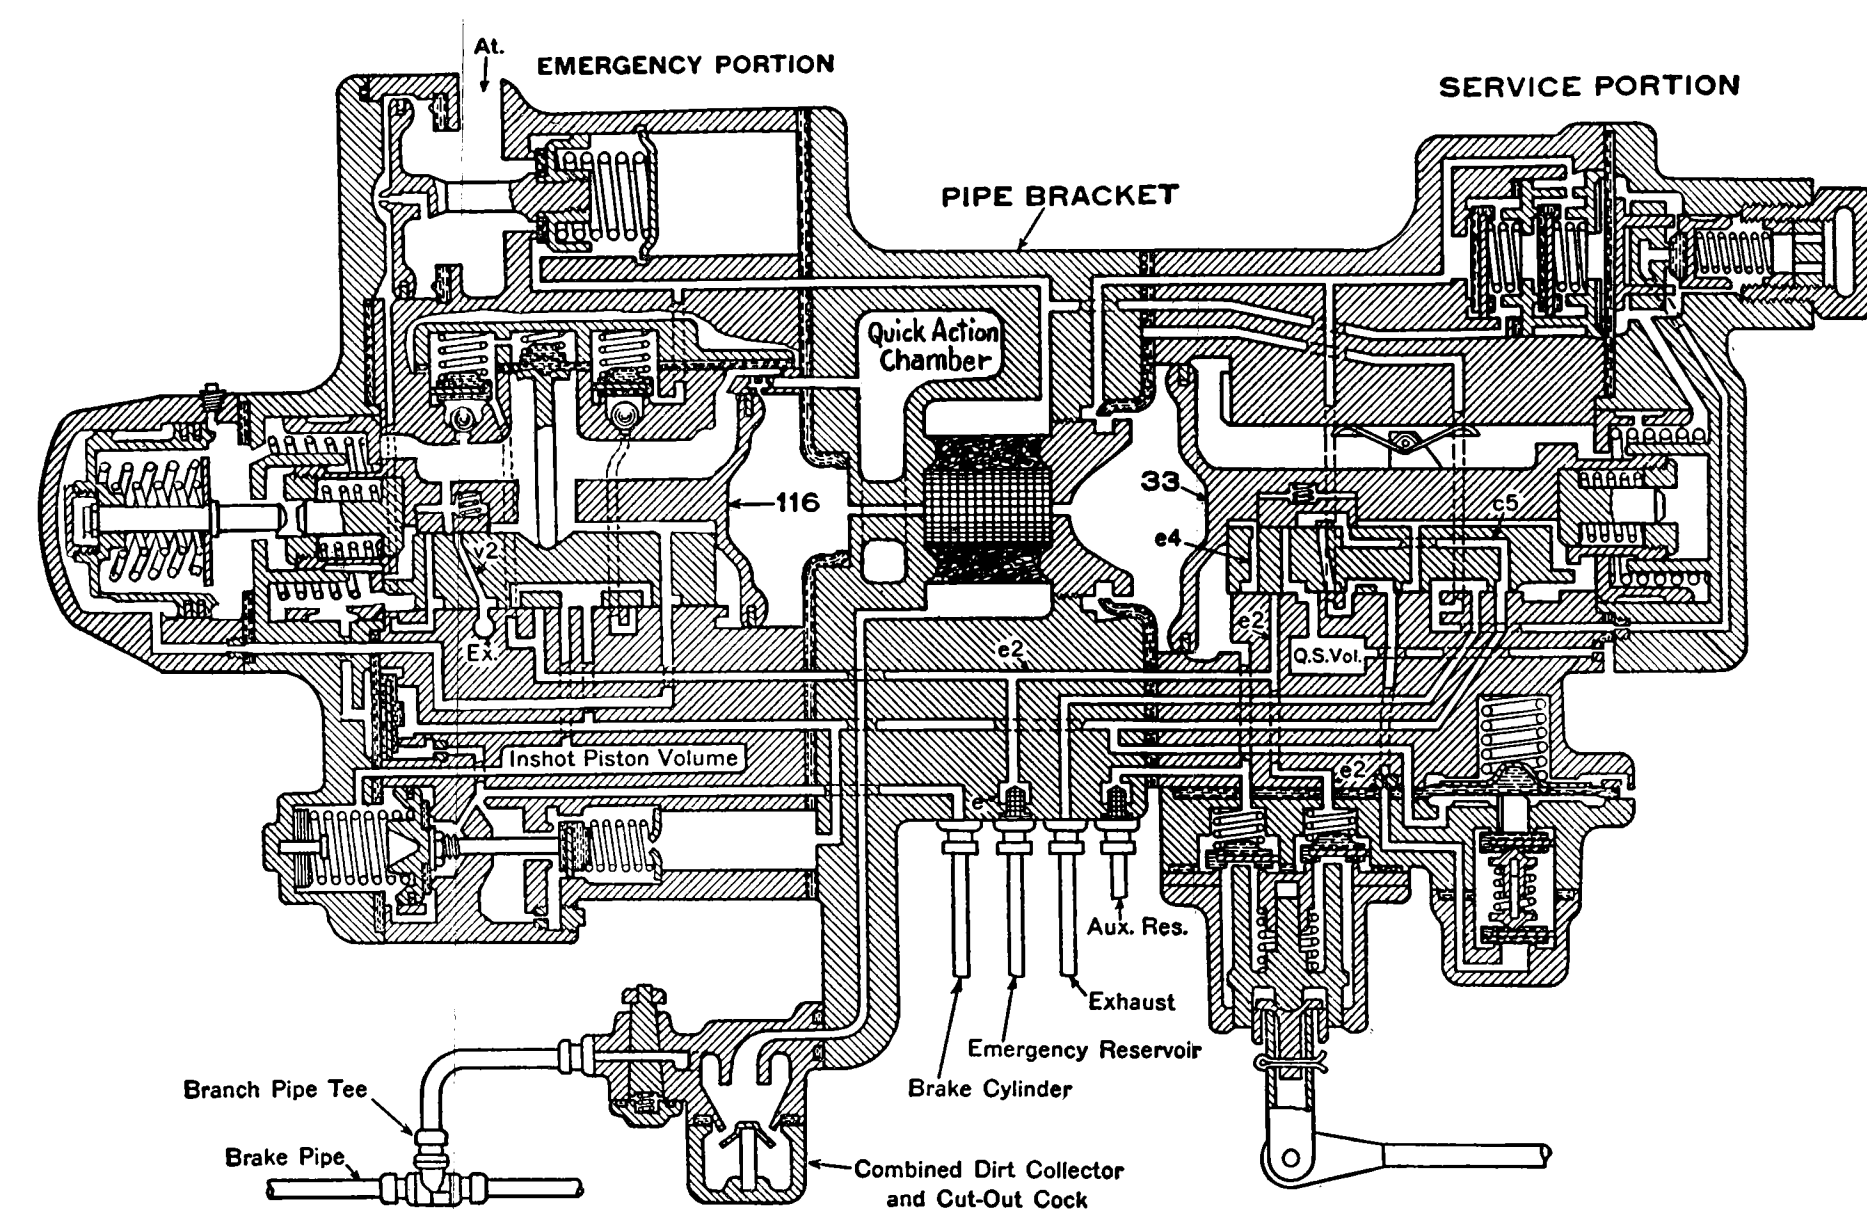 At.
EMERGENCY PORTION
SERVICE PORTION
PIPE BRACKET
Quick Action
Chamber
116
33
c5
e4
v2
Ex.
e2
e2
Q.S.Vol.
Inshot Piston Volume
e2
e
Aux. Res.
Exhaust
Emergency Reservoir
Brake Cylinder
Branch Pipe Tee
Brake Pipe
Combined Dirt Collector
and Cut-Out Cock